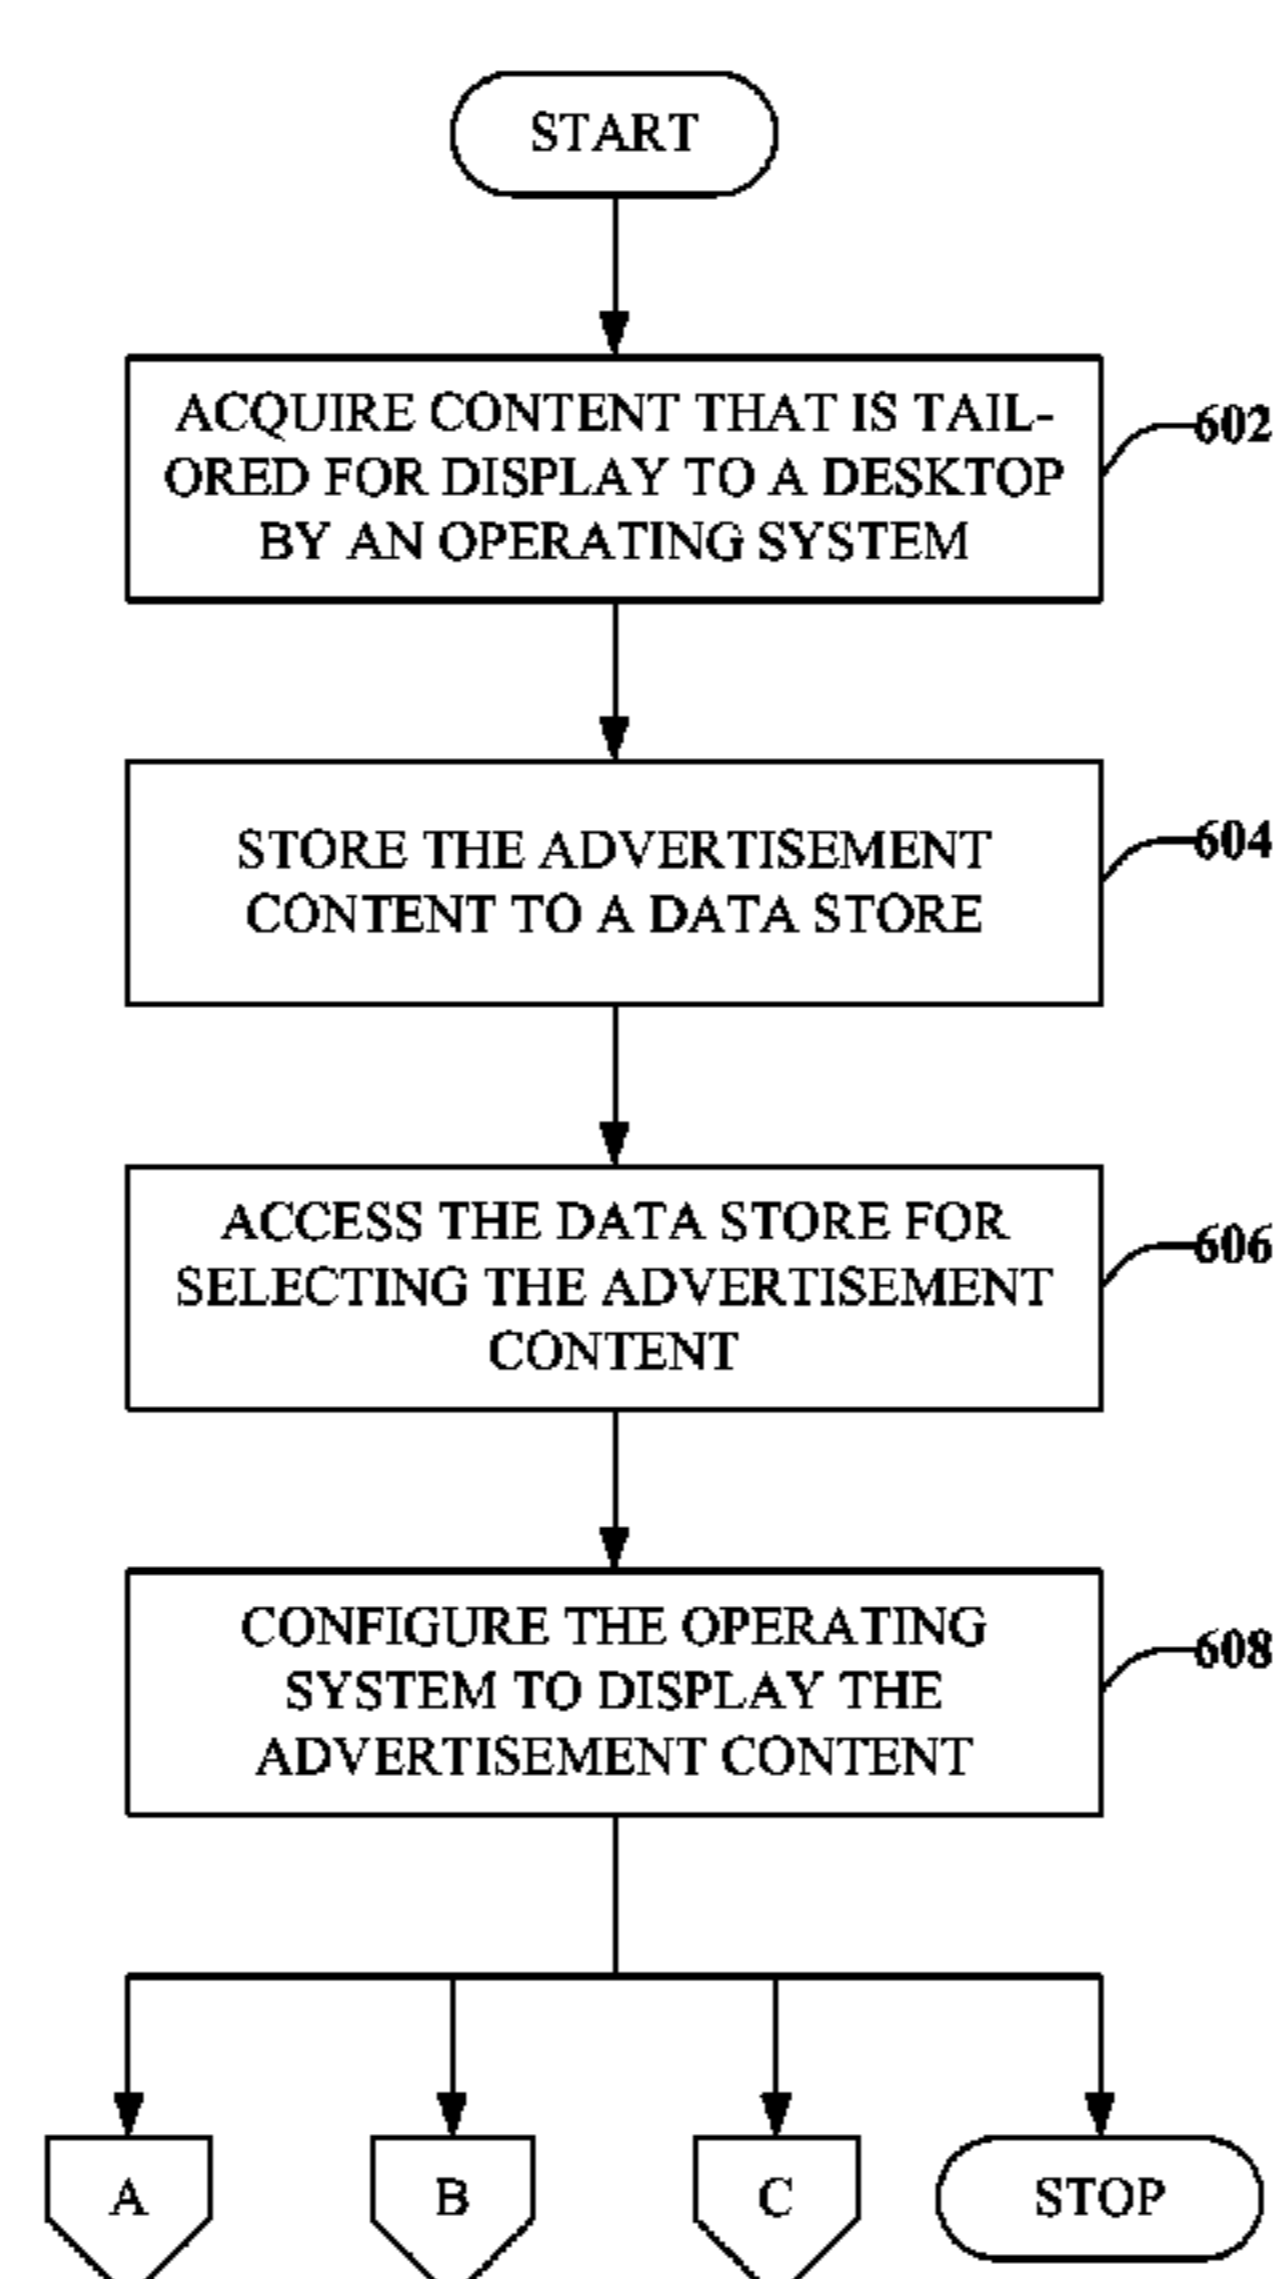 START
ACQUIRE CONTENT THAT IS TAIL-
ORED FOR DISPLAY TO A DESKTOP
BY AN OPERATING SYSTEM
602
STORE THE ADVERTISEMENT
CONTENT TO A DATA STORE
604
ACCESS THE DATA STORE FOR
SELECTING THE ADVERTISEMENT
CONTENT
606
CONFIGURE THE OPERATING
SYSTEM TO DISPLAY THE
ADVERTISEMENT CONTENT
608
A
B
C
STOP